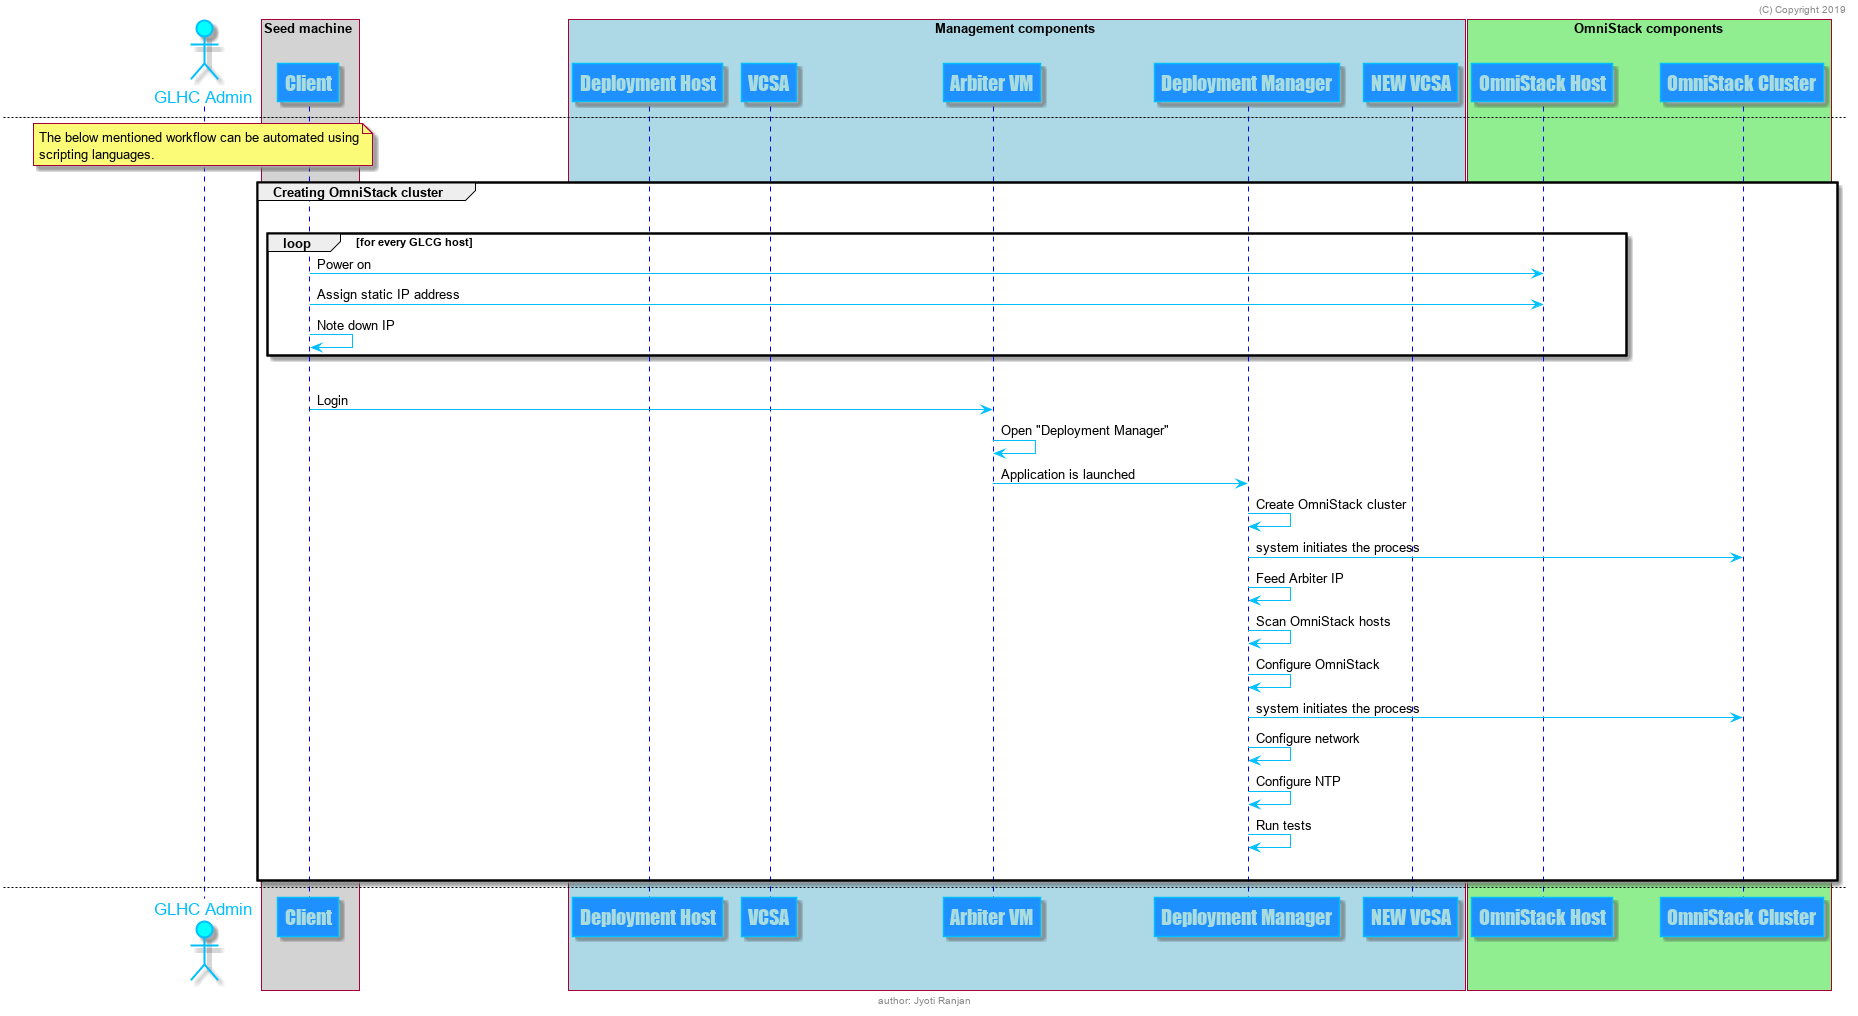 (C) Copyright 2019
Seed machine
Management components
OmniStack components
GLHC Admin
Client
Deployment Host
VCSA
Arbiter VM
Deployment Manager
NEW VCSA
OmniStack Host
OmniStack Cluster
The below mentioned workflow can be automated using
scripting languages.
Creating OmniStack cluster
loop
[for every GLCG host]
Power on
Assign static IP address
Note down IP
Login
Open "Deployment Manager"
Application is launched
Create OmniStack cluster
system initiates the process
Feed Arbiter IP
Scan OmniStack hosts
Configure OmniStack
system initiates the process
Configure network
Configure NTP
Run tests
GLHC Admin
Client
Deployment Host
VCSA
Arbiter VM
Deployment Manager
NEW VCSA
OmniStack Host
OmniStack Cluster
author: Jyoti Ranjan